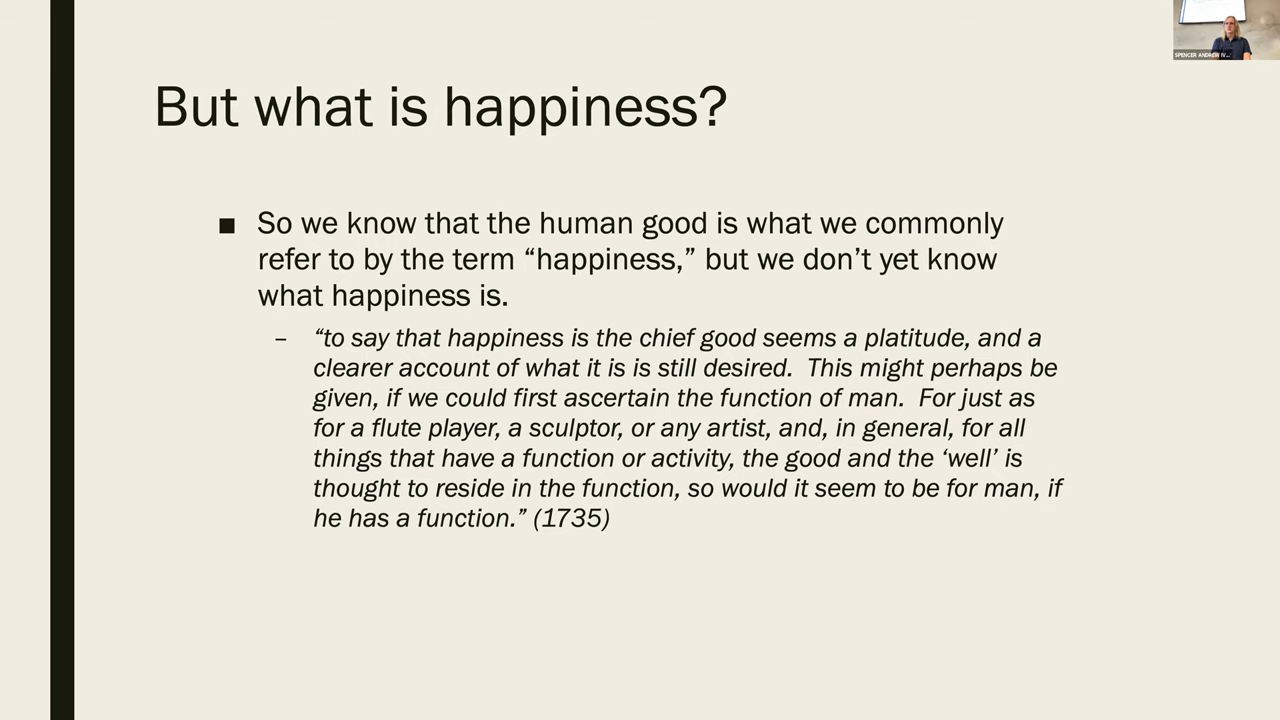 SPENCER ANDREW IV...
But what is happiness?
■ So we know that the human good is what we commonly
refer to by the term “happiness,” but we don’t yet know
what happiness is.
– “to say that happiness is the chief good seems a platitude, and a
clearer account of what it is is still desired.  This might perhaps be
given, if we could first ascertain the function of man.  For just as
for a flute player, a sculptor, or any artist, and, in general, for all
things that have a function or activity, the good and the ‘well’ is
thought to reside in the function, so would it seem to be for man, if
he has a function.” (1735)